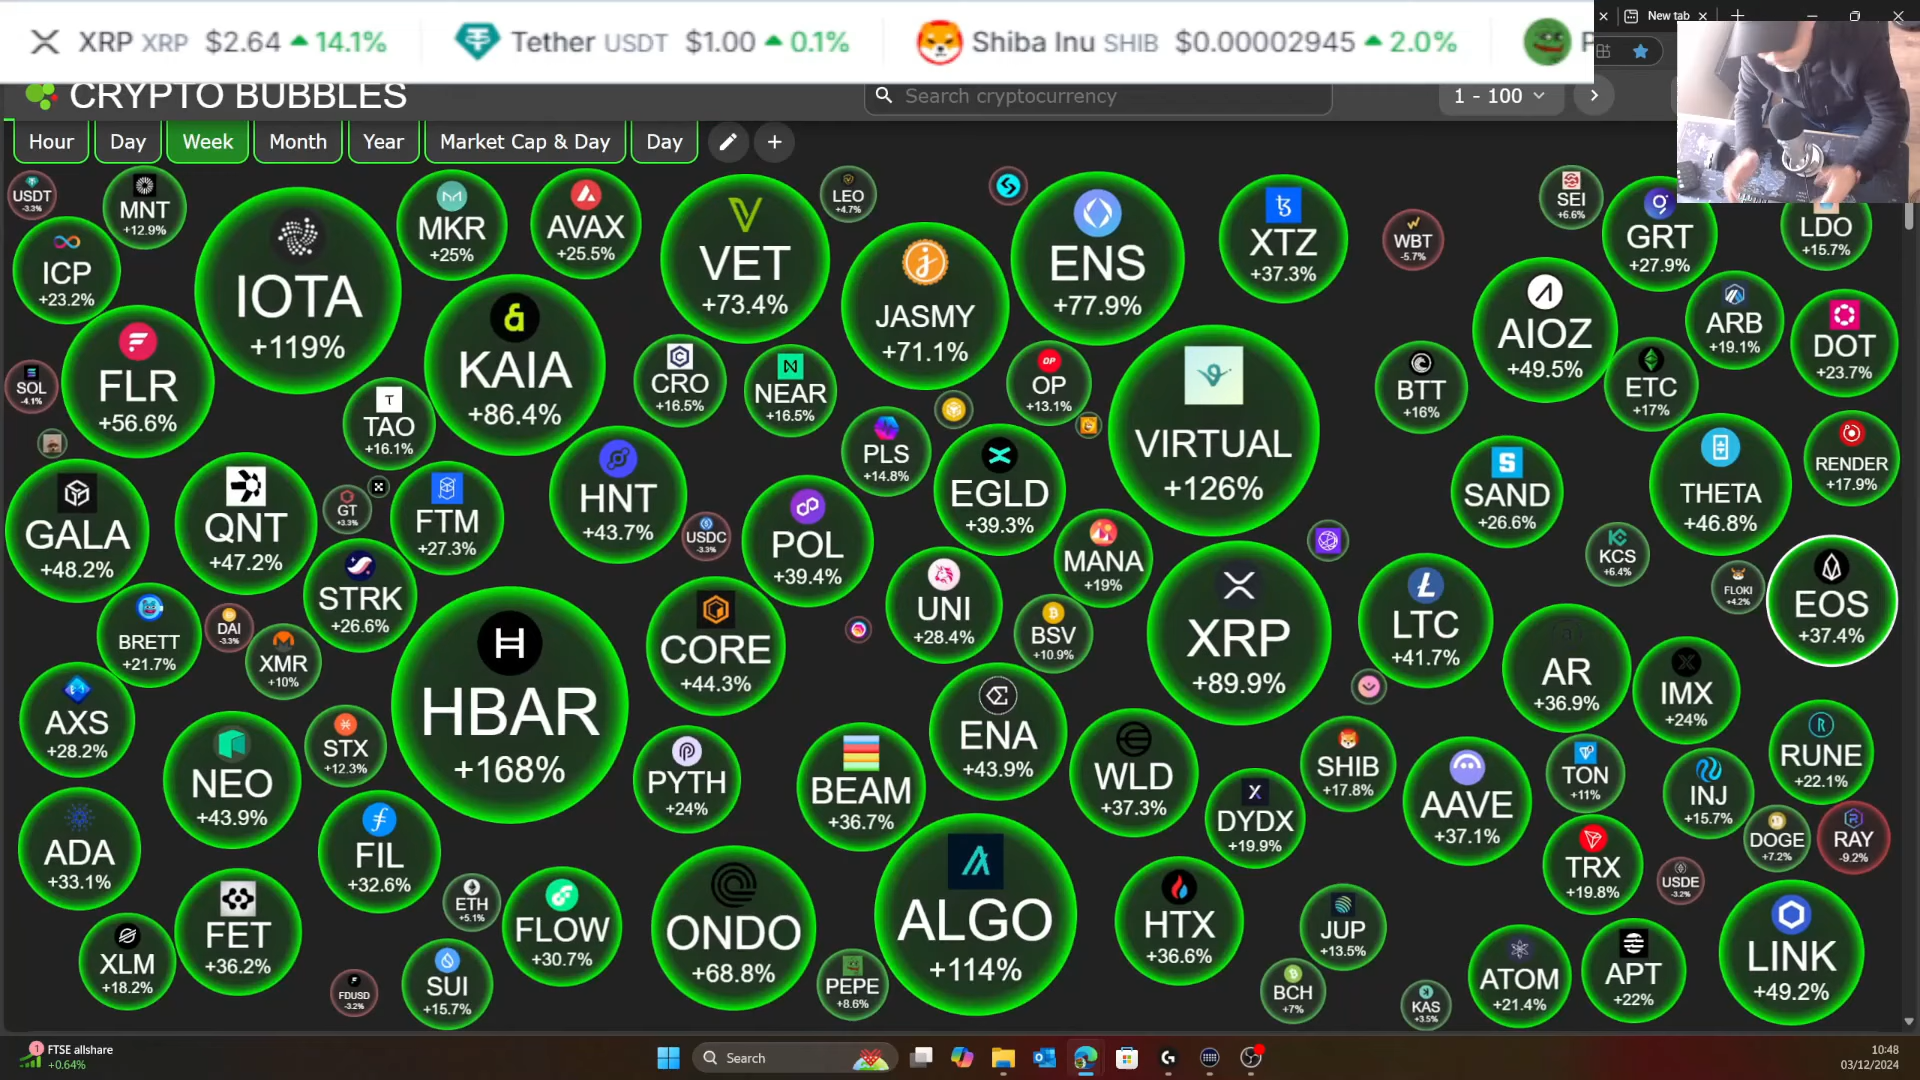 XRP XRP $2.64 14.1%
Tether USDT $1.00 0.1%
Shiba Inu SHIB $0.00002945 2.0%
New tab
CRYPTO BUBBLES
Search cryptocurrency
1 - 100
Hour
Day
Week
Month
Year
Market Cap & Day
Day
USDT
-3.3%
MNT
+12.9%
ICP
+23.2%
IOTA
+119%
MKR
+25%
AVAX
+25.5%
VET
+73.4%
LEO
+4.7%
JASMY
+71.1%
ENS
+77.9%
XTZ
+37.3%
WBT
-5.7%
SEI
+6.6%
GRT
+27.9%
LDO
+15.7%
SOL
-4.1%
FLR
+56.6%
KAIA
+86.4%
TAO
+16.1%
CRO
+16.5%
NEAR
+16.5%
OP
+13.1%
BTT
+16%
AIOZ
+49.5%
ETC
+17%
ARB
+19.1%
DOT
+23.7%
PLS
+14.8%
VIRTUAL
+126%
GALA
+48.2%
QNT
+47.2%
GT
+3.3%
FTM
+27.3%
HNT
+43.7%
USDC
-3.3%
POL
+39.4%
EGLD
+39.3%
MANA
+19%
SAND
+26.6%
THETA
+46.8%
RENDER
+17.9%
KCS
+6.4%
FLOKI
+4.2%
EOS
+37.4%
BRETT
+21.7%
DAI
-3.3%
STRK
+26.6%
XMR
+10%
HBAR
+168%
CORE
+44.3%
UNI
+28.4%
BSV
+10.9%
XRP
+89.9%
LTC
+41.7%
AR
+36.9%
IMX
+24%
AXS
+28.2%
NEO
+43.9%
STX
+12.3%
PYTH
+24%
BEAM
+36.7%
ENA
+43.9%
WLD
+37.3%
DYDX
+19.9%
SHIB
+17.8%
AAVE
+37.1%
TON
+11%
INJ
+15.7%
RUNE
+22.1%
DOGE
+7.2%
RAY
-9.2%
ADA
+33.1%
FIL
+32.6%
TRX
+19.8%
USDE
-3.2%
XLM
+18.2%
FET
+36.2%
ETH
+5.1%
FLOW
+30.7%
ONDO
+68.8%
ALGO
+114%
HTX
+36.6%
JUP
+13.5%
LINK
+49.2%
FDUSD
-3.2%
SUI
+15.7%
PEPE
+8.6%
BCH
+7%
KAS
+3.5%
ATOM
+21.4%
APT
+22%
1
FTSE allshare
+0.64%
Search
10:48
03/12/2024